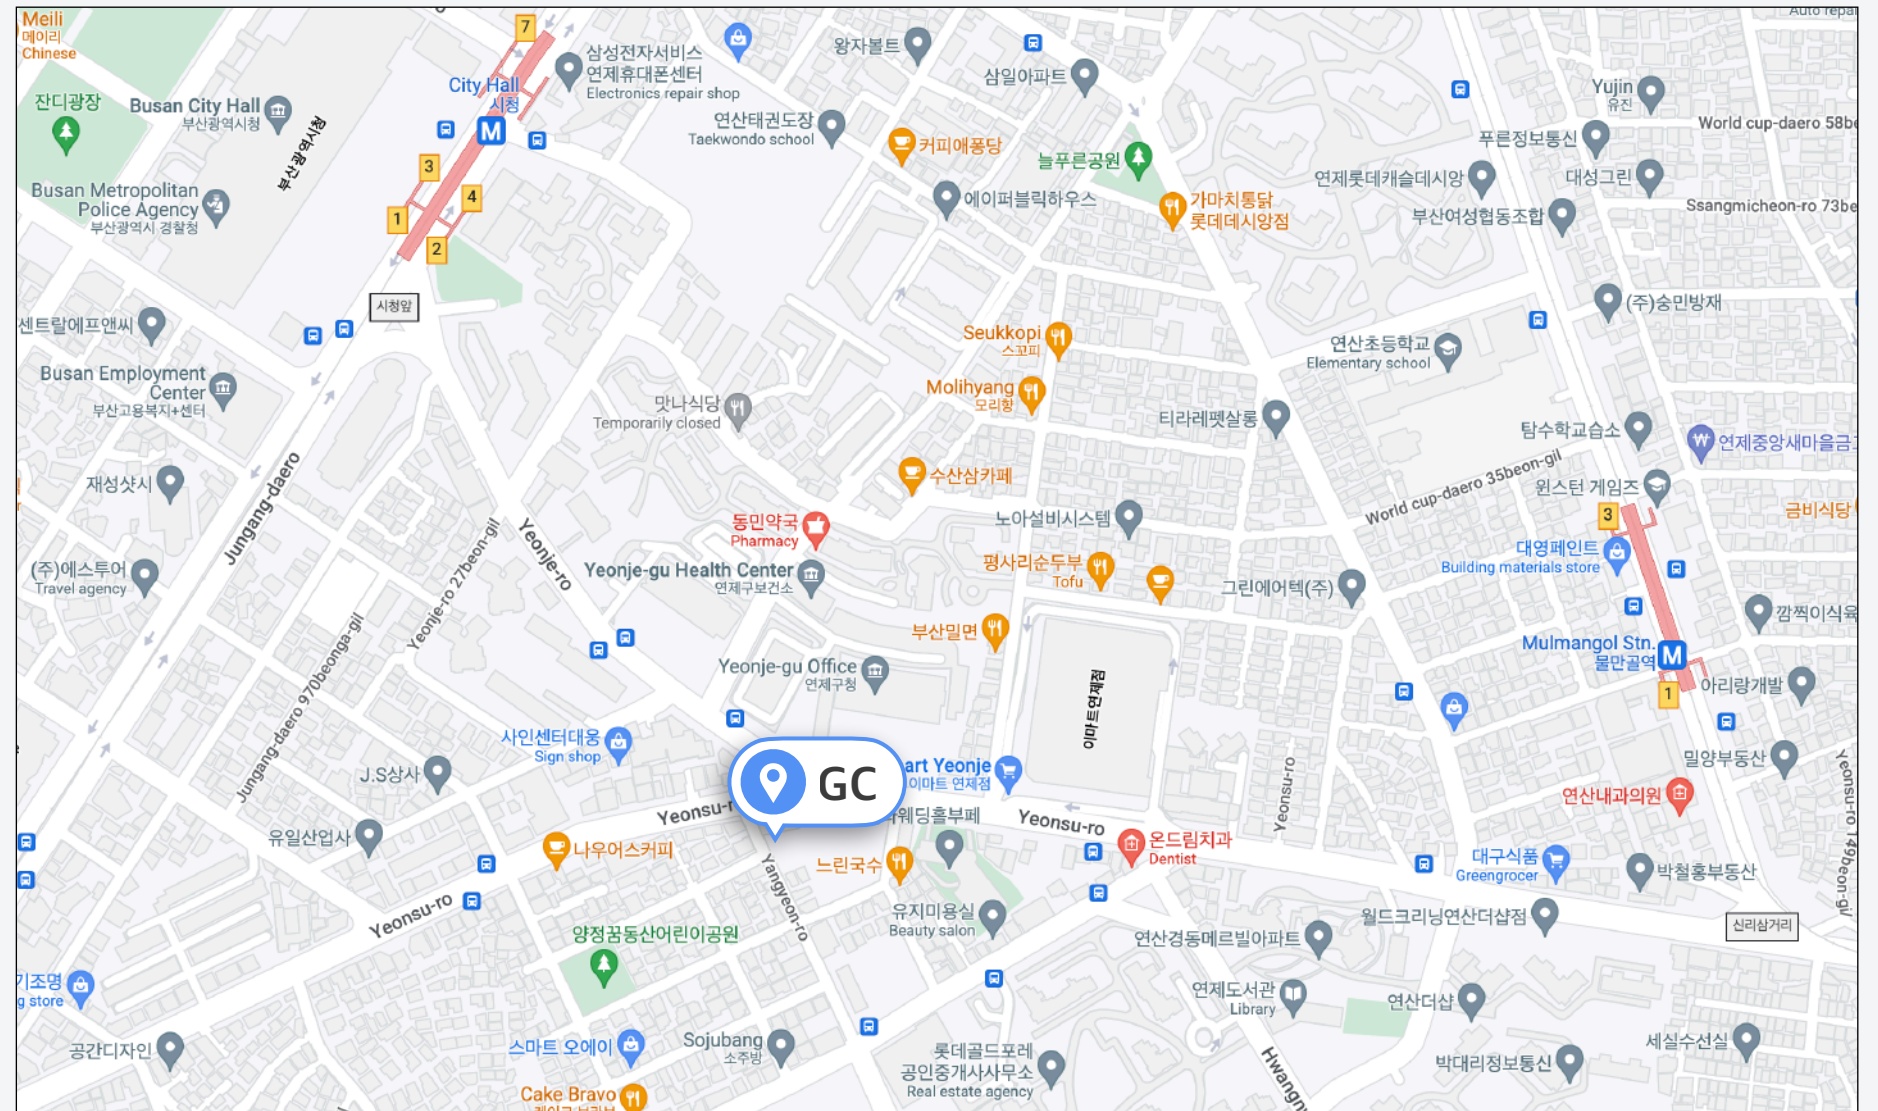 Meili
메이리
Chinese
잔디광장
Busan City Hall
부산광역시청
부산광역시청
Busan Metropolitan
Police Agency
부산광역시 경찰청
7
City Hall
시청
M
3
4
1
2
삼성전자서비스
연제휴대폰센터
Electronics repair shop
왕자볼트
삼일아파트
연산태권도장
Taekwondo school
커피애퐁당
에이퍼블릭하우스
늘푸른공원
가마치통닭
롯데데시앙점
Yujin
유진
World cup-daero 58be
푸른정보통신
연제롯데캐슬데시앙
대성그린
부산여성협동조합
Ssangmicheon-ro 73be
시청앞
센트랄에프앤씨
Busan Employment
Center
부산고용복지+센터
(주)숭민방재
연산초등학교
Elementary school
Seukkopi
스꼬피
Molihyang
모리향
맛나식당
Temporarily closed
티라레펫살롱
탐수학교습소
연제중앙새마을금고
World cup-daero 35beon-gil
윈스턴 게임즈
금비식당
재성샷시
Jungang-daero
수산삼카페
노아설비시스템
동민약국
Pharmacy
3
대영페인트
Building materials store
(주)에스투어
Travel agency
Yeonje-ro 27beon-gil
Yeonje-ro
Yeonje-gu Health Center
연제구보건소
평사리순두부
Tofu
그린에어텍(주)
깜찍이식육
부산밀면
Mulmangol Stn.
물만골역
M
1
아리랑개발
Yeonje-gu Office
연제구청
이마트연제점
Jungang-daero 970beonga-gil
사인센터대웅
Sign shop
J.S상사
GC
art Yeonje
이마트 연제점
밀양부동산
연산내과의원
Yeonsu-r
웨딩홀부페
Yeonsu-ro
Yeonsu-ro
Yeonsu-ro 149beon-gil
유일산업사
나우어스커피
느린국수
온드림치과
Dentist
대구식품
Greengrocer
박철홍부동산
Yangyeon-ro
Yeonsu-ro
유지미용실
Beauty salon
월드크리닝연산더샵점
신리삼거리
양정꿈동산어린이공원
연산경동메르빌아파트
기조명
g store
연제도서관
Library
연산더샵
공간디자인
스마트 오에이
Sojubang
소주방
롯데골드포레
공인중개사사무소
Real estate agency
Hwangn
박대리정보통신
세실수선실
Cake Bravo